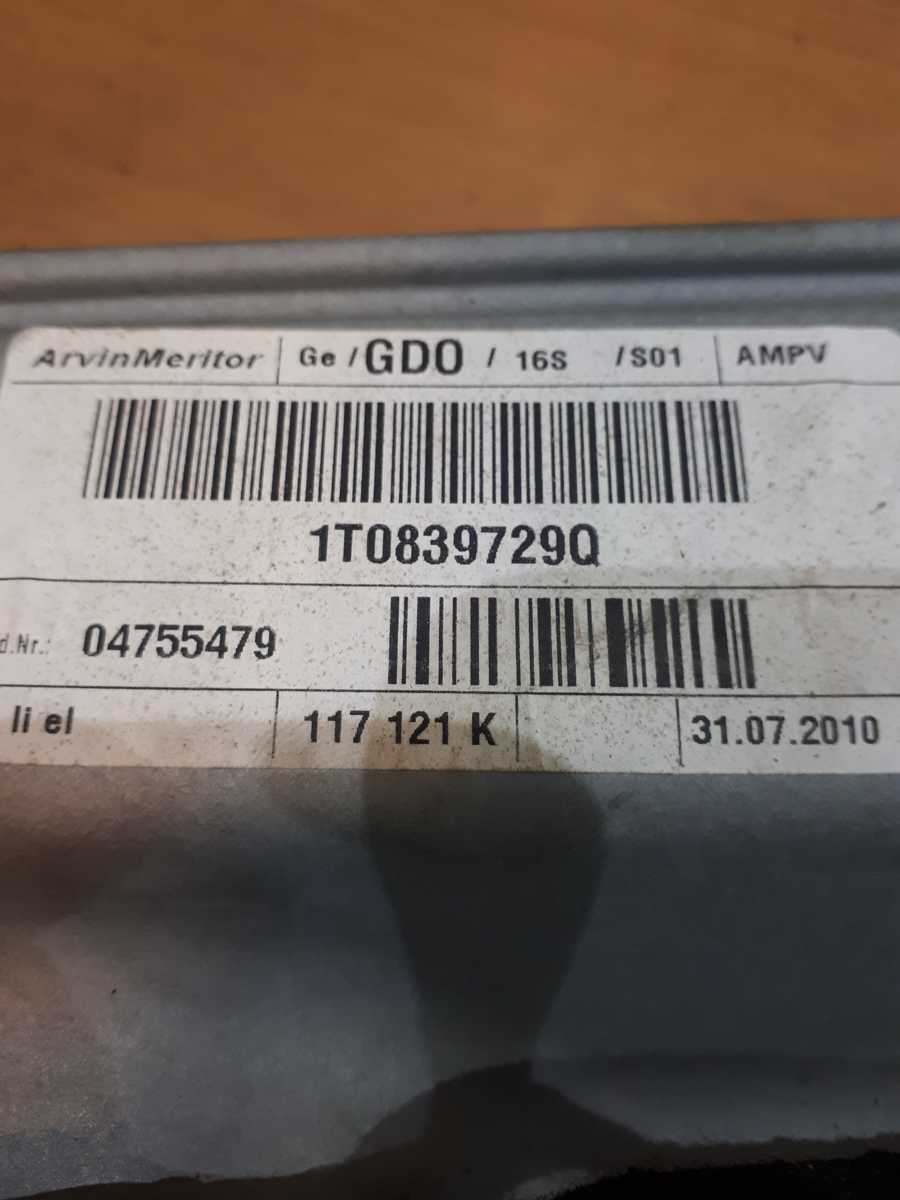 ArvinMeritor Ge / GDO / 16S /S01 AMPV
1T0839729Q
d.Nr.: 04755479
li el 117 121 K 31.07.2010